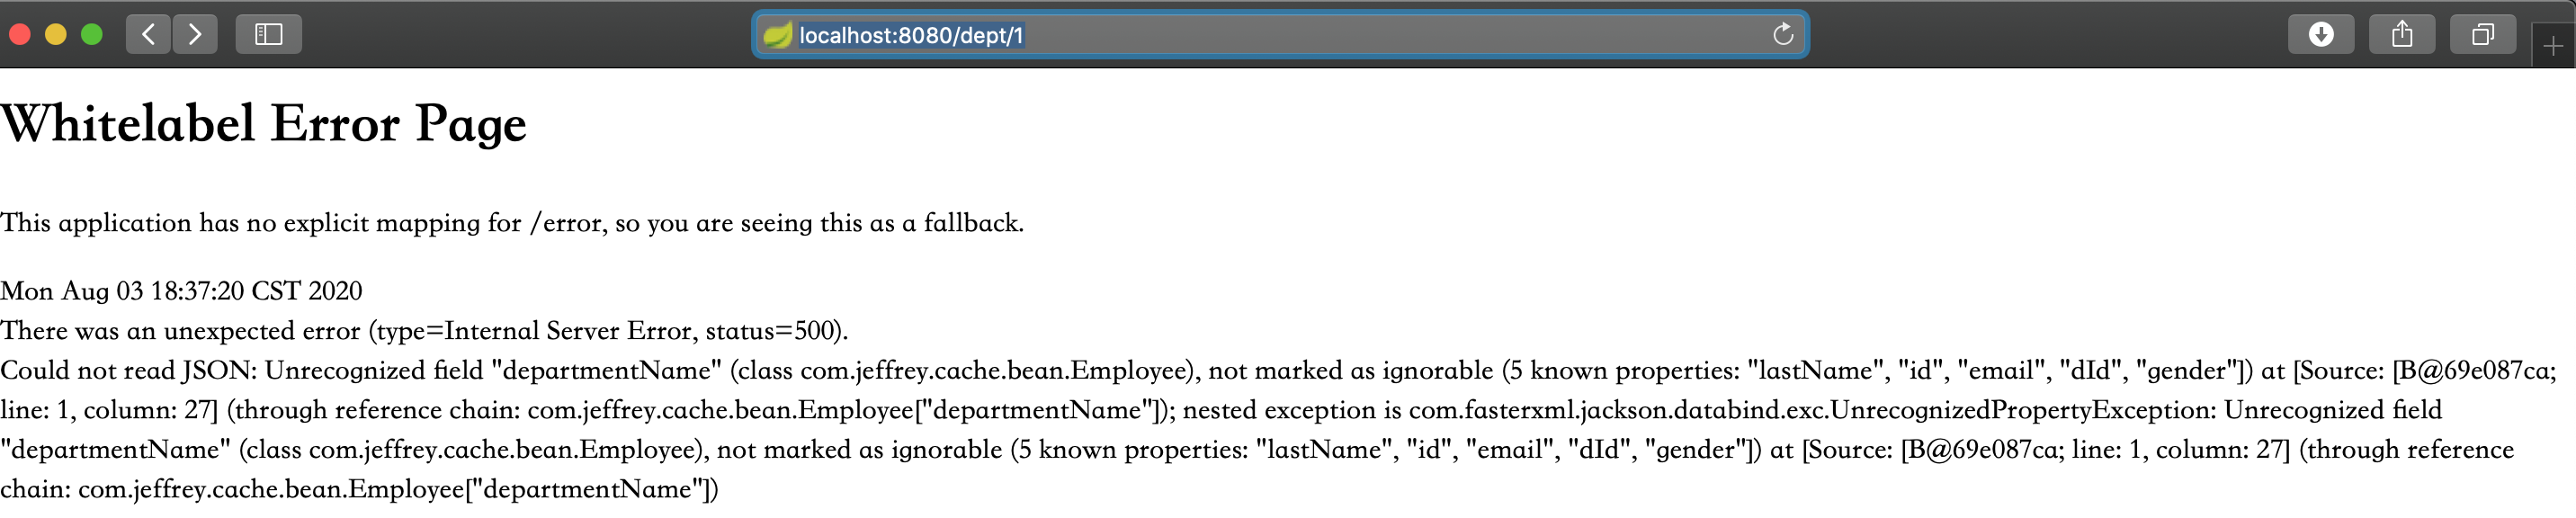 localhost:8080/dept/1
Whitelabel Error Page
This application has no explicit mapping for /error, so you are seeing this as a fallback.
Mon Aug 03 18:37:20 CST 2020
There was an unexpected error (type=Internal Server Error, status=500).
Could not read JSON: Unrecognized field "departmentName" (class com.jeffrey.cache.bean.Employee), not marked as ignorable (5 known properties: "lastName", "id", "email", "dId", "gender"]) at [Source: [B@69e087ca;
line: 1, column: 27] (through reference chain: com.jeffrey.cache.bean.Employee["departmentName"]); nested exception is com.fasterxml.jackson.databind.exc.UnrecognizedPropertyException: Unrecognized field
"departmentName" (class com.jeffrey.cache.bean.Employee), not marked as ignorable (5 known properties: "lastName", "id", "email", "dId", "gender"]) at [Source: [B@69e087ca; line: 1, column: 27] (through reference
chain: com.jeffrey.cache.bean.Employee["departmentName"])